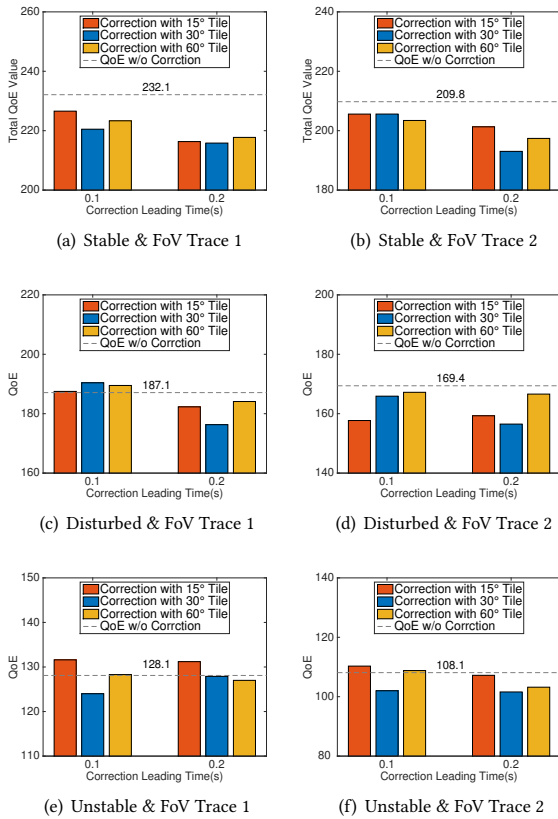 260
240
220
200
Total QoE Value
Correction with 15° Tile
Correction with 30° Tile
Correction with 60° Tile
QoE w/o Corrction
232.1
0.1
0.2
Correction Leading Time(s)
(a) Stable & FoV Trace 1
260
240
220
200
180
Total QoE Value
Correction with 15° Tile
Correction with 30° Tile
Correction with 60° Tile
QoE w/o Corrction
209.8
0.1
0.2
Correction Leading Time(s)
(b) Stable & FoV Trace 2
220
200
180
160
QoE
Correction with 15° Tile
Correction with 30° Tile
Correction with 60° Tile
QoE w/o Corrction
187.1
0.1
0.2
Correction Leading Time(s)
(c) Disturbed & FoV Trace 1
200
180
160
140
QoE
Correction with 15° Tile
Correction with 30° Tile
Correction with 60° Tile
QoE w/o Corrction
169.4
0.1
0.2
Correction Leading Time(s)
(d) Disturbed & FoV Trace 2
150
140
130
120
110
QoE
Correction with 15° Tile
Correction with 30° Tile
Correction with 60° Tile
QoE w/o Corrction
128.1
0.1
0.2
Correction Leading Time(s)
(e) Unstable & FoV Trace 1
140
120
100
80
QoE
Correction with 15° Tile
Correction with 30° Tile
Correction with 60° Tile
QoE w/o Corrction
108.1
0.1
0.2
Correction Leading Time(s)
(f) Unstable & FoV Trace 2